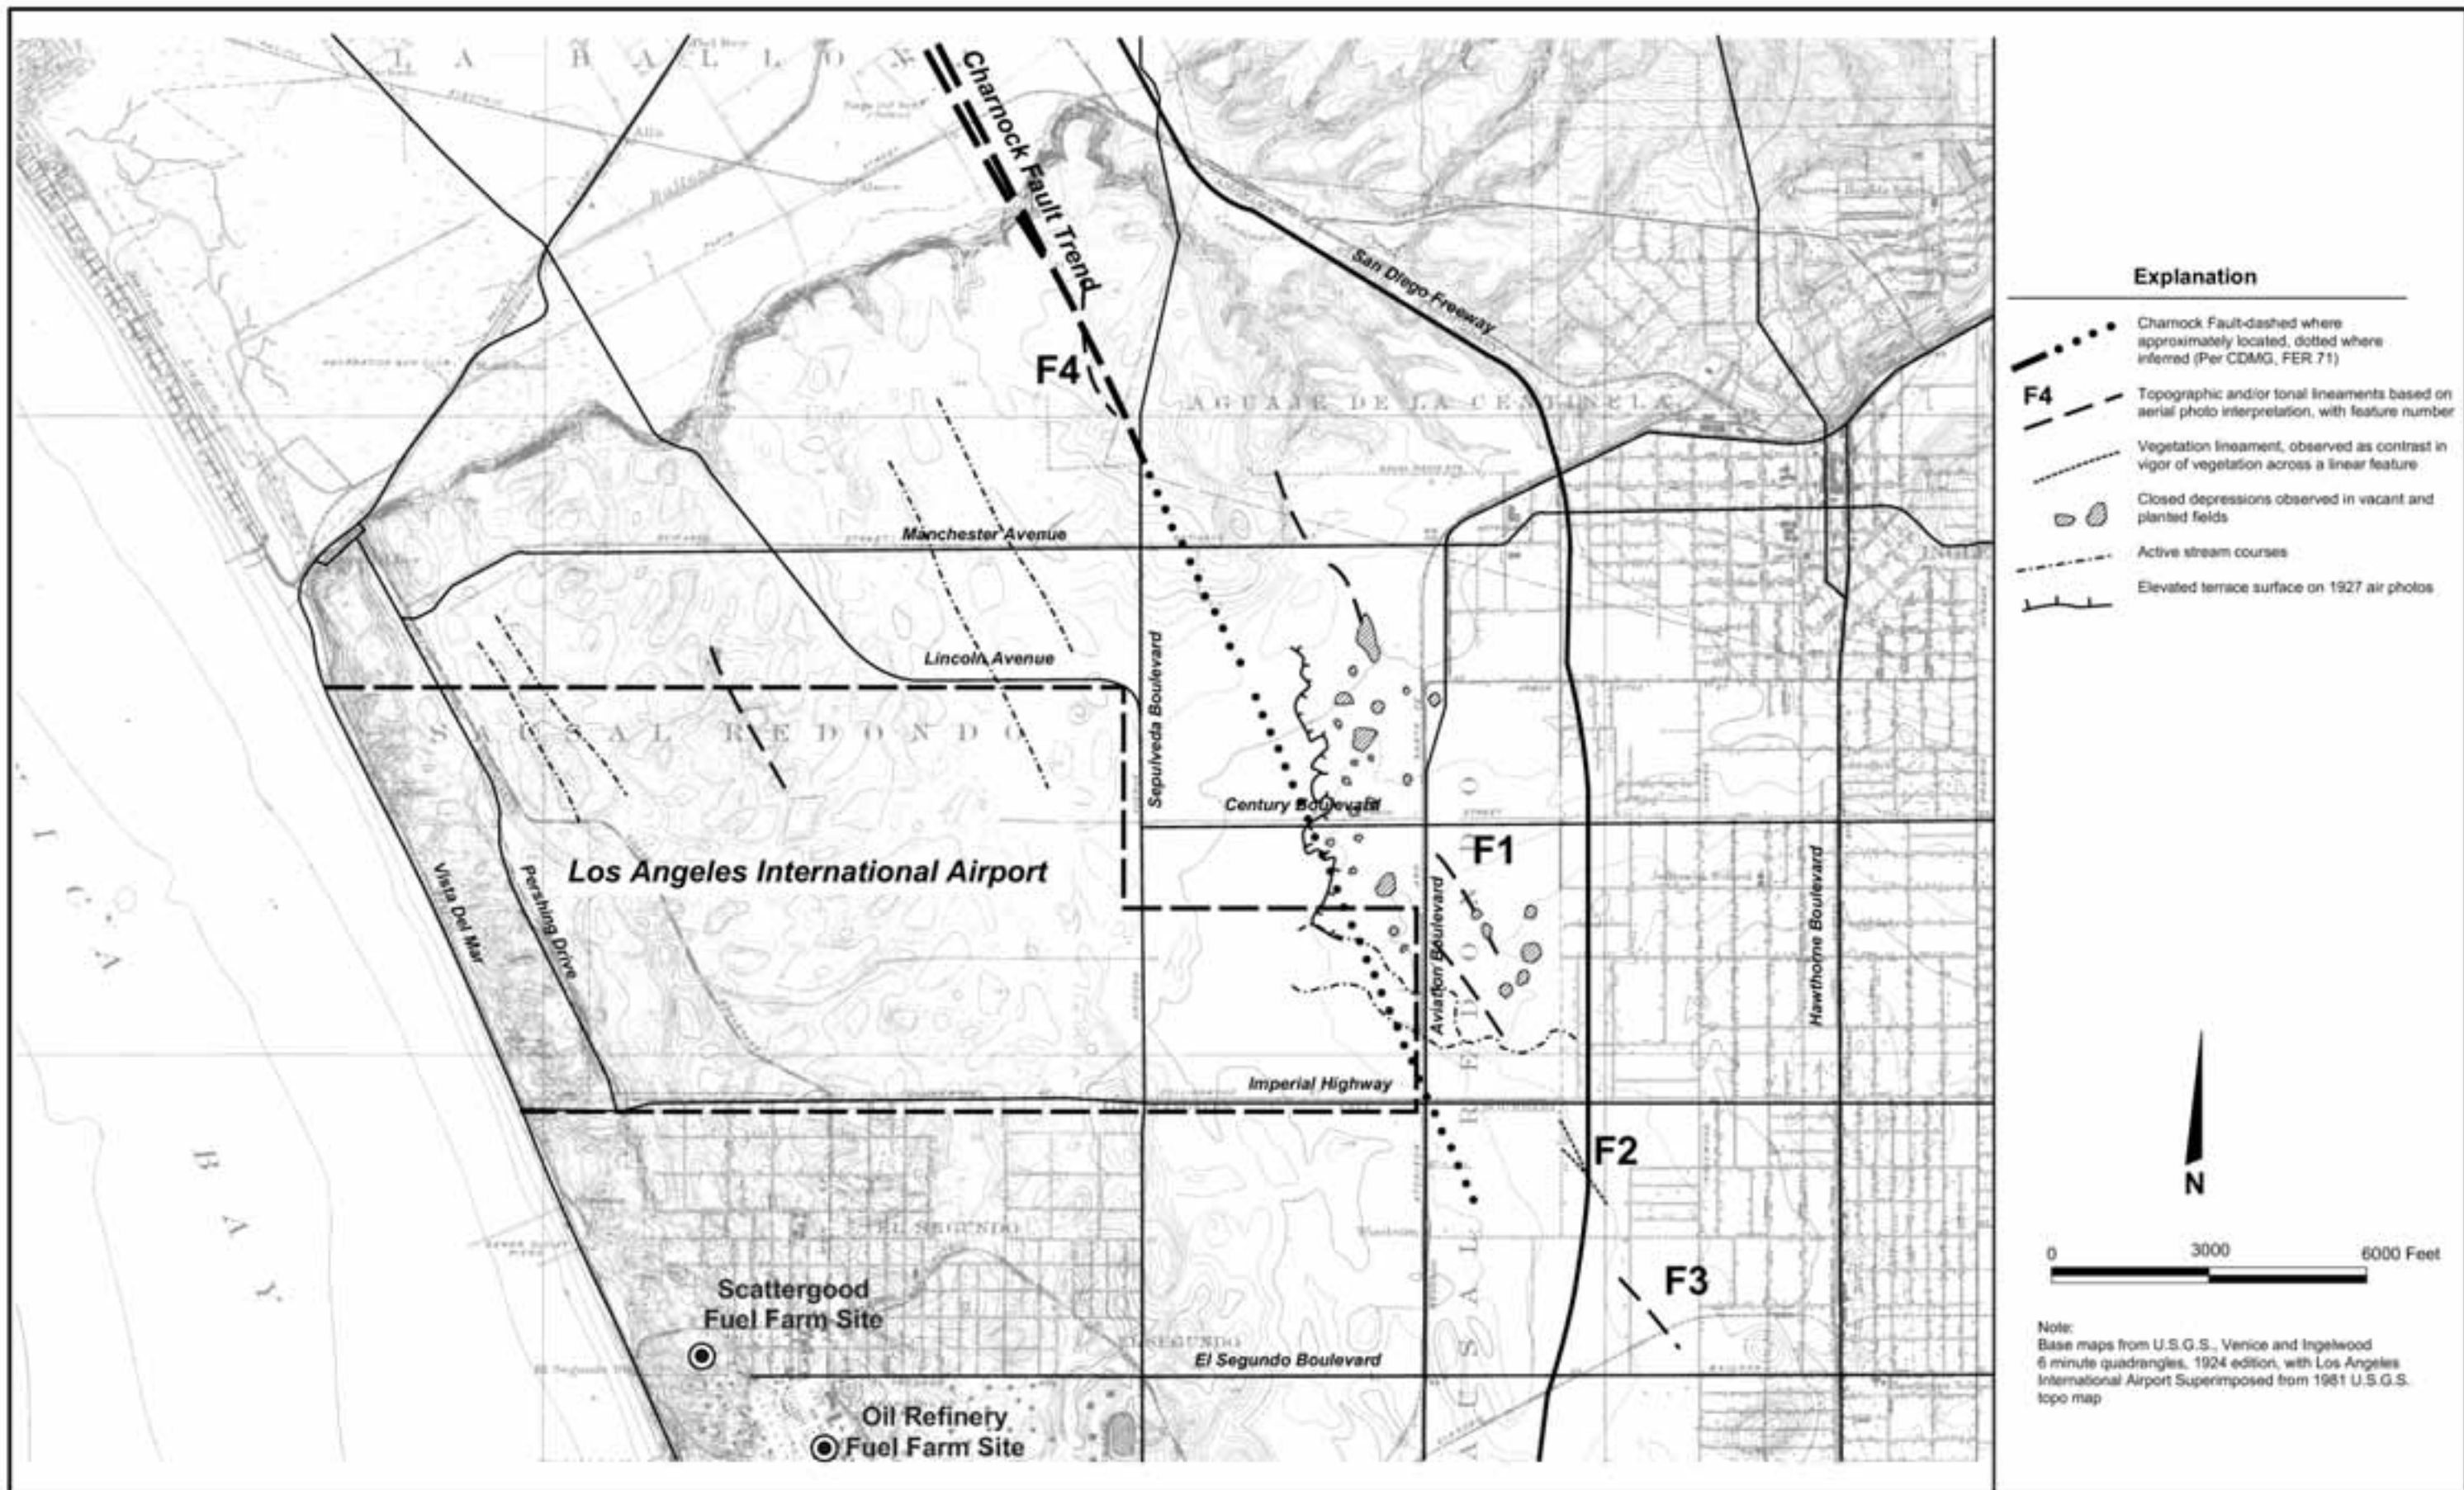 LA BALLONA
Alla
Charnock Fault Trend
San Diego Freeway
F4
AGUAJE DE LA CENTINELA
Manchester Avenue
Lincoln Avenue
Sepulveda Boulevard
SAUSAL REDONDO
Century Boulevard
F1
Los Angeles International Airport
Vista Del Mar
Pershing Drive
Aviation Boulevard
Hawthorne Boulevard
Imperial Highway
F2
F3
BAY
SAUSAL REDONDO
EL SEGUNDO
Scattergood
Fuel Farm Site
EL SEGUNDO
El Segundo Boulevard
Oil Refinery
Fuel Farm Site
Explanation
Charnock Fault-dashed where
approximately located, dotted where
inferred (Per CDMG, FER 71)
F4
Topographic and/or tonal lineaments based on
aerial photo interpretation, with feature number
Vegetation lineament, observed as contrast in
vigor of vegetation across a linear feature
Closed depressions observed in vacant and
planted fields
Active stream courses
Elevated terrace surface on 1927 air photos
N
0 3000 6000 Feet
Note:
Base maps from U.S.G.S., Venice and Ingelwood
6 minute quadrangles, 1924 edition, with Los Angeles
International Airport Superimposed from 1981 U.S.G.S.
topo map